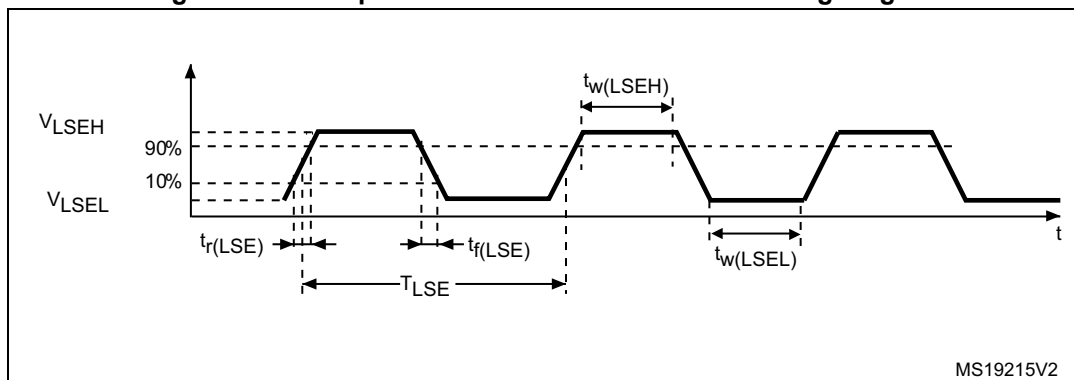 tw(LSEH)
VLSEH
90%
10%
VLSEL
tr(LSE)
tf(LSE)
TLSE
tw(LSEL)
t
MS19215V2